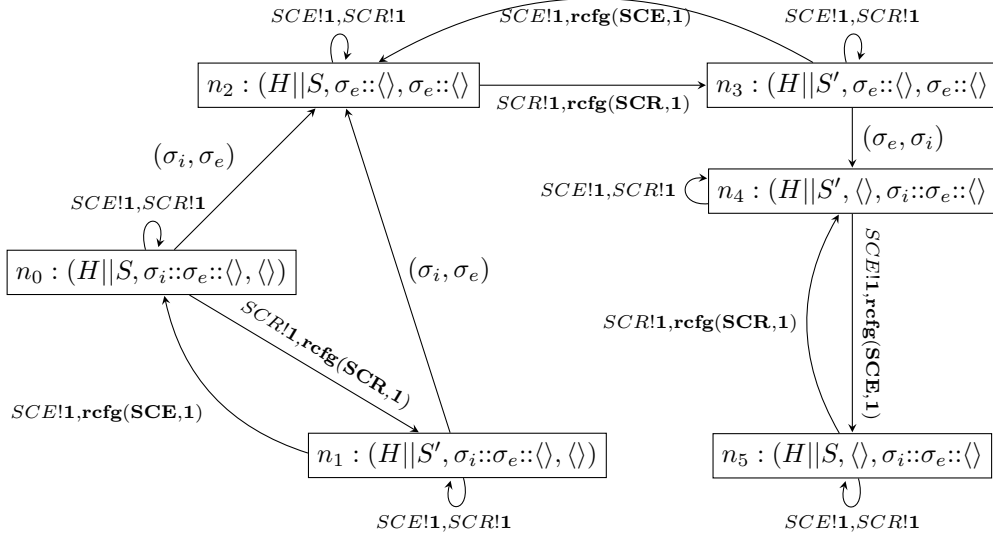 SCE!1,rcfg(SCE,1)
SCE!1,SCR!1
SCE!1,SCR!1
n₂ : (H||S, σₑ::⟨⟩, σₑ::⟨⟩
n₃ : (H||S′, σₑ::⟨⟩, σₑ::⟨⟩
SCR!1,rcfg(SCR,1)
(σᵢ, σₑ)
(σₑ, σᵢ)
SCE!1,SCR!1
n₄ : (H||S′, ⟨⟩, σᵢ::σₑ::⟨⟩
SCE!1,SCR!1
n₀ : (H||S, σᵢ::σₑ::⟨⟩, ⟨⟩)
(σᵢ, σₑ)
SCE!1,rcfg(SCE,1)
SCR!1,rcfg(SCR,1)
SCR!1,rcfg(SCR,1)
SCE!1,rcfg(SCE,1)
n₁ : (H||S′, σᵢ::σₑ::⟨⟩, ⟨⟩)
n₅ : (H||S, ⟨⟩, σᵢ::σₑ::⟨⟩
SCE!1,SCR!1
SCE!1,SCR!1